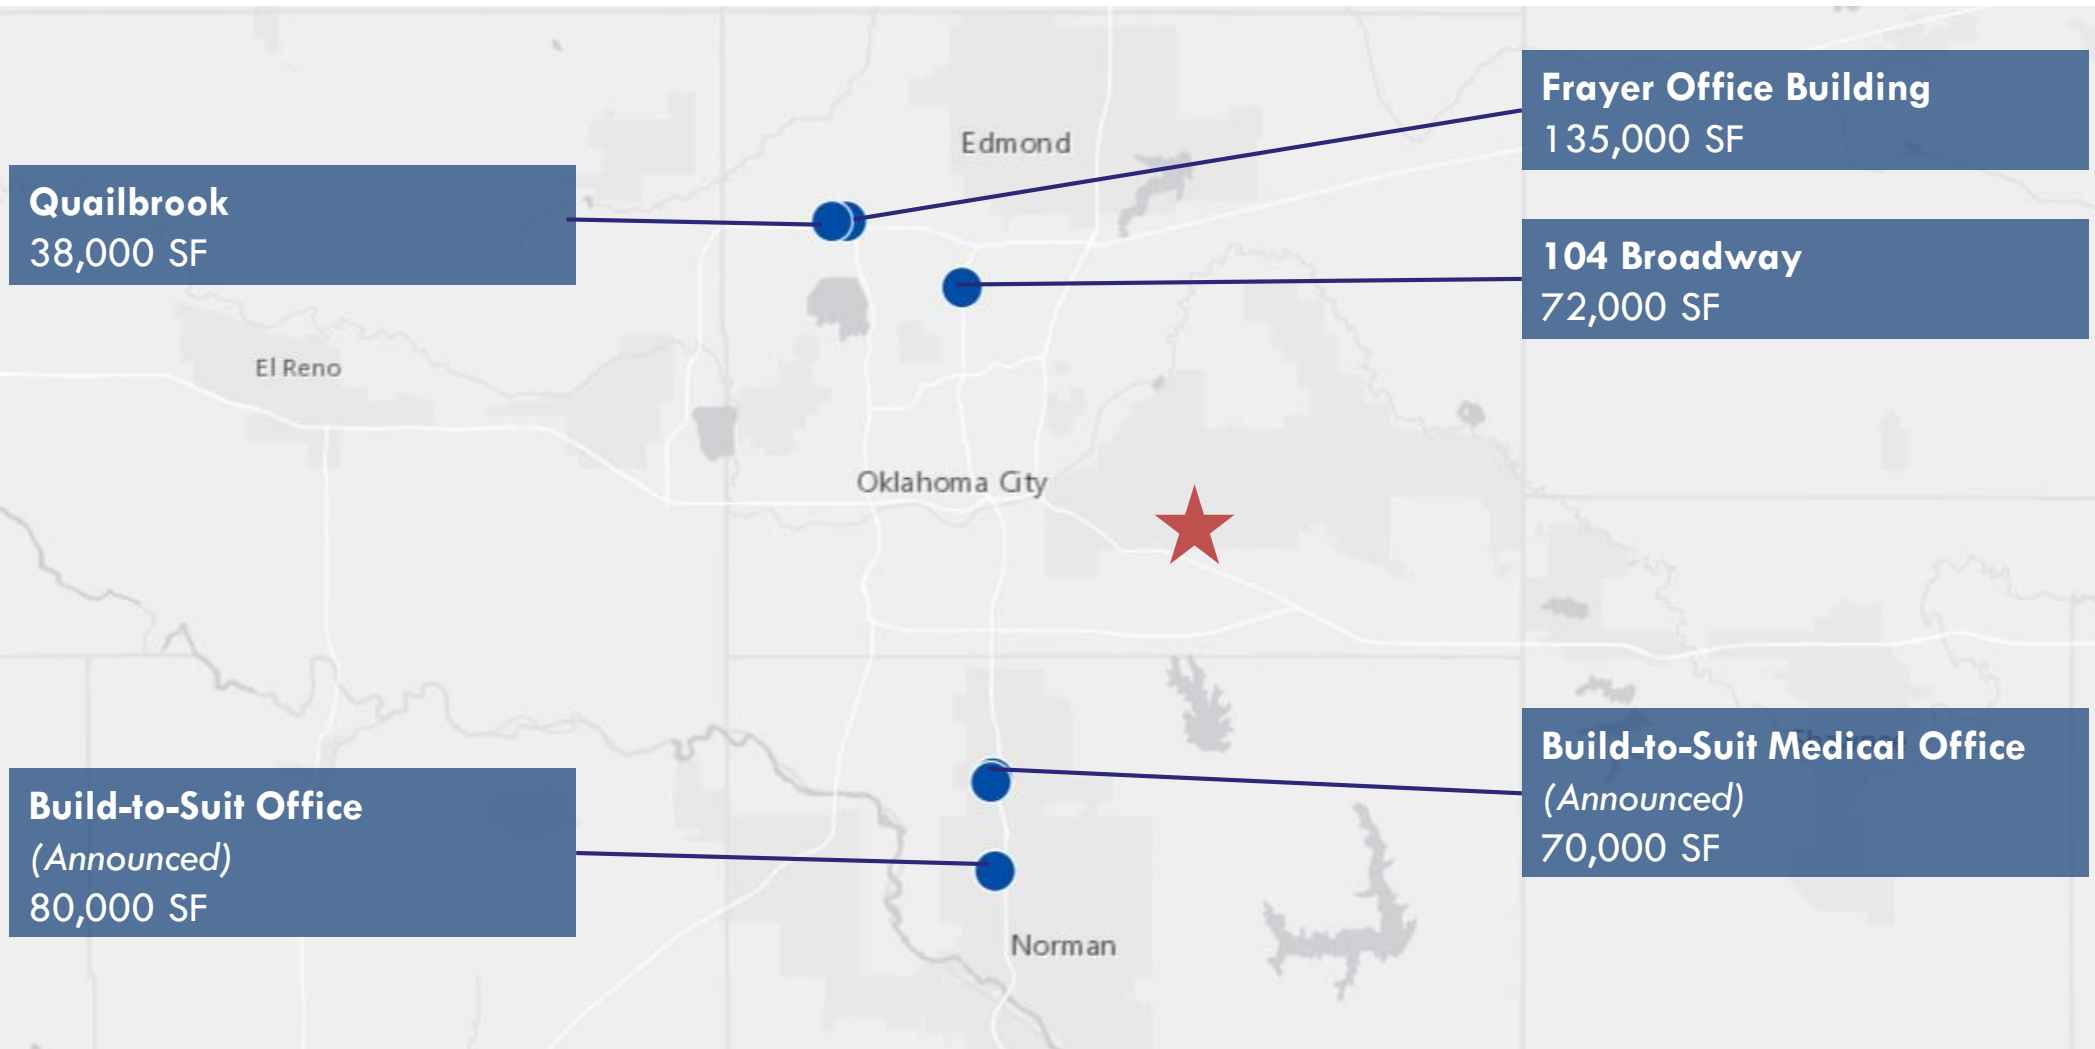 Frayer Office Building
135,000 SF
Edmond
Quailbrook
38,000 SF
104 Broadway
72,000 SF
El Reno
Oklahoma City
Build-to-Suit Medical Office
(Announced)
70,000 SF
Build-to-Suit Office
(Announced)
80,000 SF
Norman